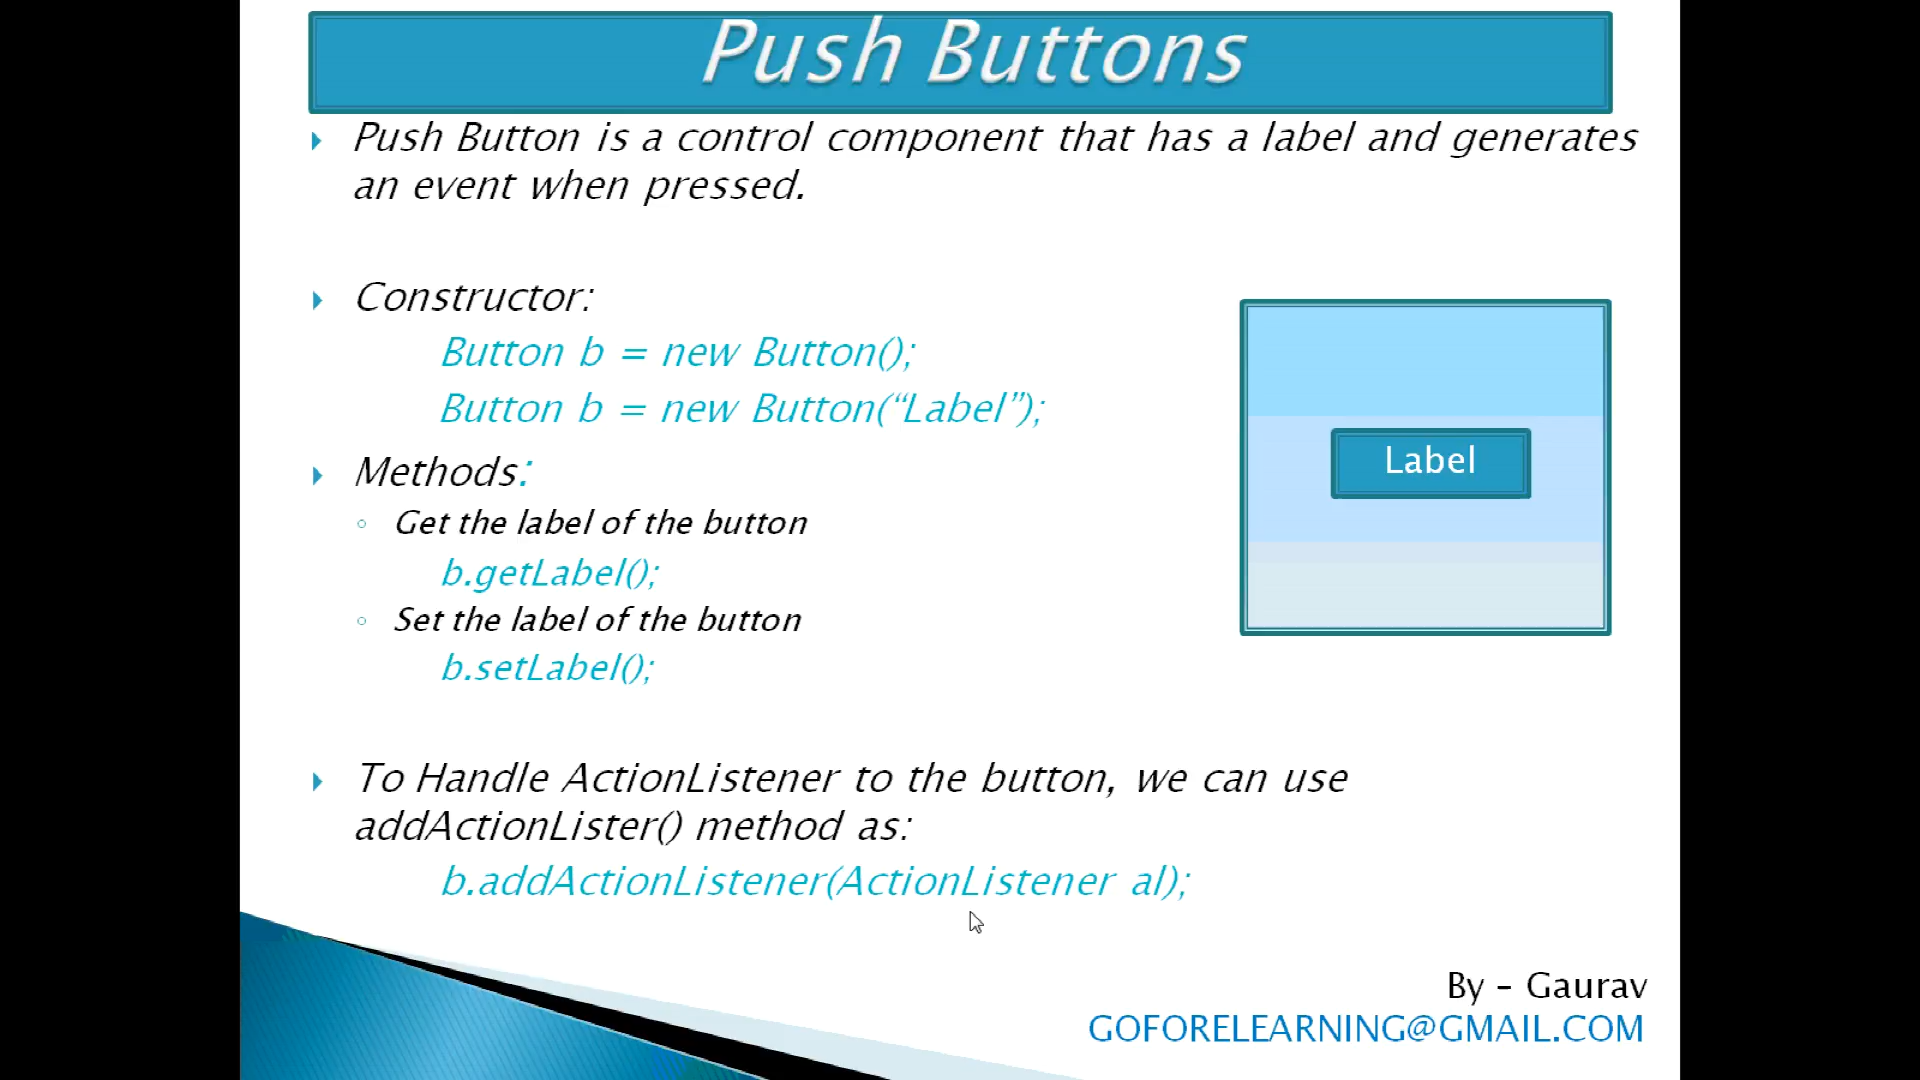 Push Buttons
Push Button is a control component that has a label and generates
an event when pressed.
Constructor:
Button b = new Button();
Button b = new Button(“Label”);
Methods:
Get the label of the button
b.getLabel();
Set the label of the button
b.setLabel();
Label
To Handle ActionListener to the button, we can use
addActionLister() method as:
b.addActionListener(ActionListener al);
By – Gaurav
GOFORELEARNING@GMAIL.COM